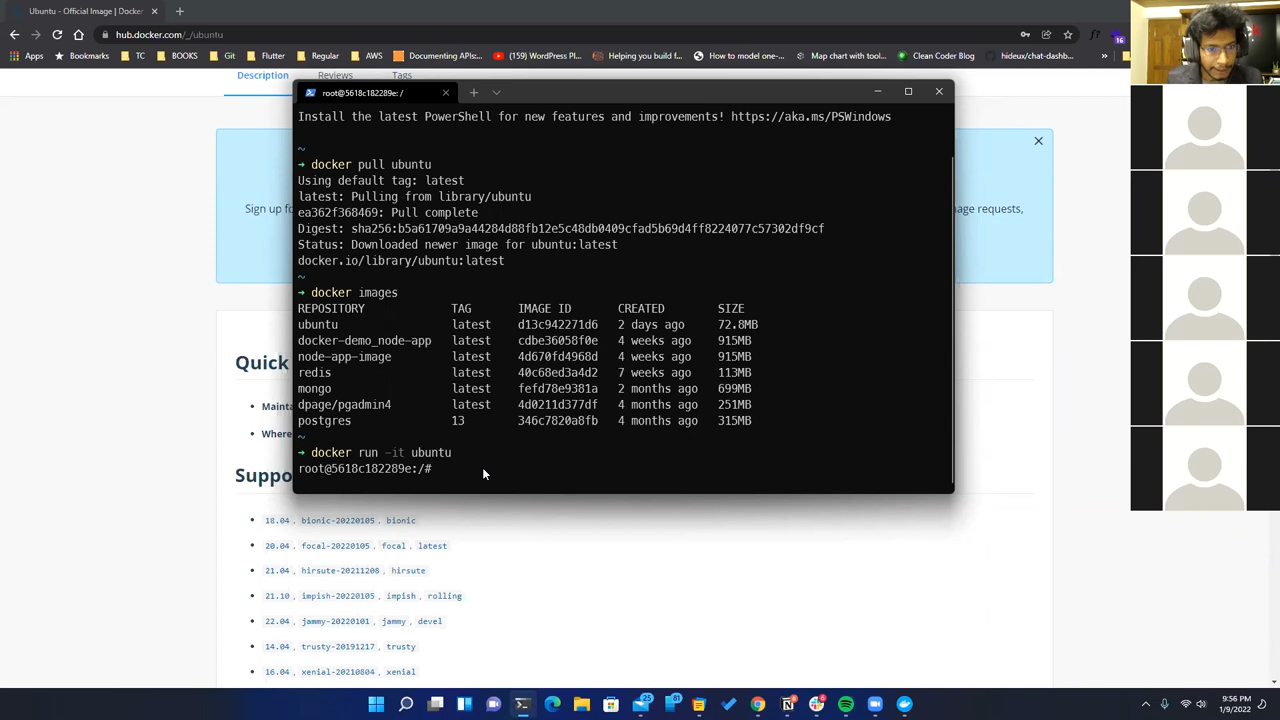 Ubuntu - Official Image | Docker
hub.docker.com/_/ubuntu
16
Apps
TC
BOOKS
Git
Flutter
Regular
AWS
Documenting APIs:...
(159) WordPress Pl...
Helping you build f...
How to model one-...
Map chart with tool...
Clean Coder Blog
hideux/chat-dashb...
Description
Reviews
Tags
root@5618c182289e: /
Install the latest PowerShell for new features and improvements! https://aka.ms/PSWindows
~
→ docker pull ubuntu
Using default tag: latest
latest: Pulling from library/ubuntu
ea362f368469: Pull complete
Digest: sha256:b5a61709a9a44284d88fb12e5c48db0409cfad5b69d4ff8224077c57302df9cf
Status: Downloaded newer image for ubuntu:latest
docker.io/library/ubuntu:latest
~
→ docker images
REPOSITORY TAG IMAGE ID CREATED SIZE
ubuntu latest d13c942271d6 2 days ago 72.8MB
docker-demo_node-app latest cdbe36058f0e 4 weeks ago 915MB
node-app-image latest 4d670fd4968d 4 weeks ago 915MB
redis latest 40c68ed3a4d2 7 weeks ago 113MB
mongo latest fefd78e9381a 2 months ago 699MB
dpage/pgadmin4 latest 4d0211d377df 4 months ago 251MB
postgres 13 346c7820a8fb 4 months ago 315MB
~
→ docker run -it ubuntu
root@5618c182289e:/#
Sign up fo
nage requests,
Quick
Mainta
Where
Suppo
18.04, bionic-20220105, bionic
20.04, focal-20220105, focal, latest
21.04, hirsute-20211208, hirsute
21.10, impish-20220105, impish, rolling
22.04, jammy-20220101, jammy, devel
14.04, trusty-20191217, trusty
16.04, xenial-20210804, xenial
25
81
6
9:56 PM
1/9/2022